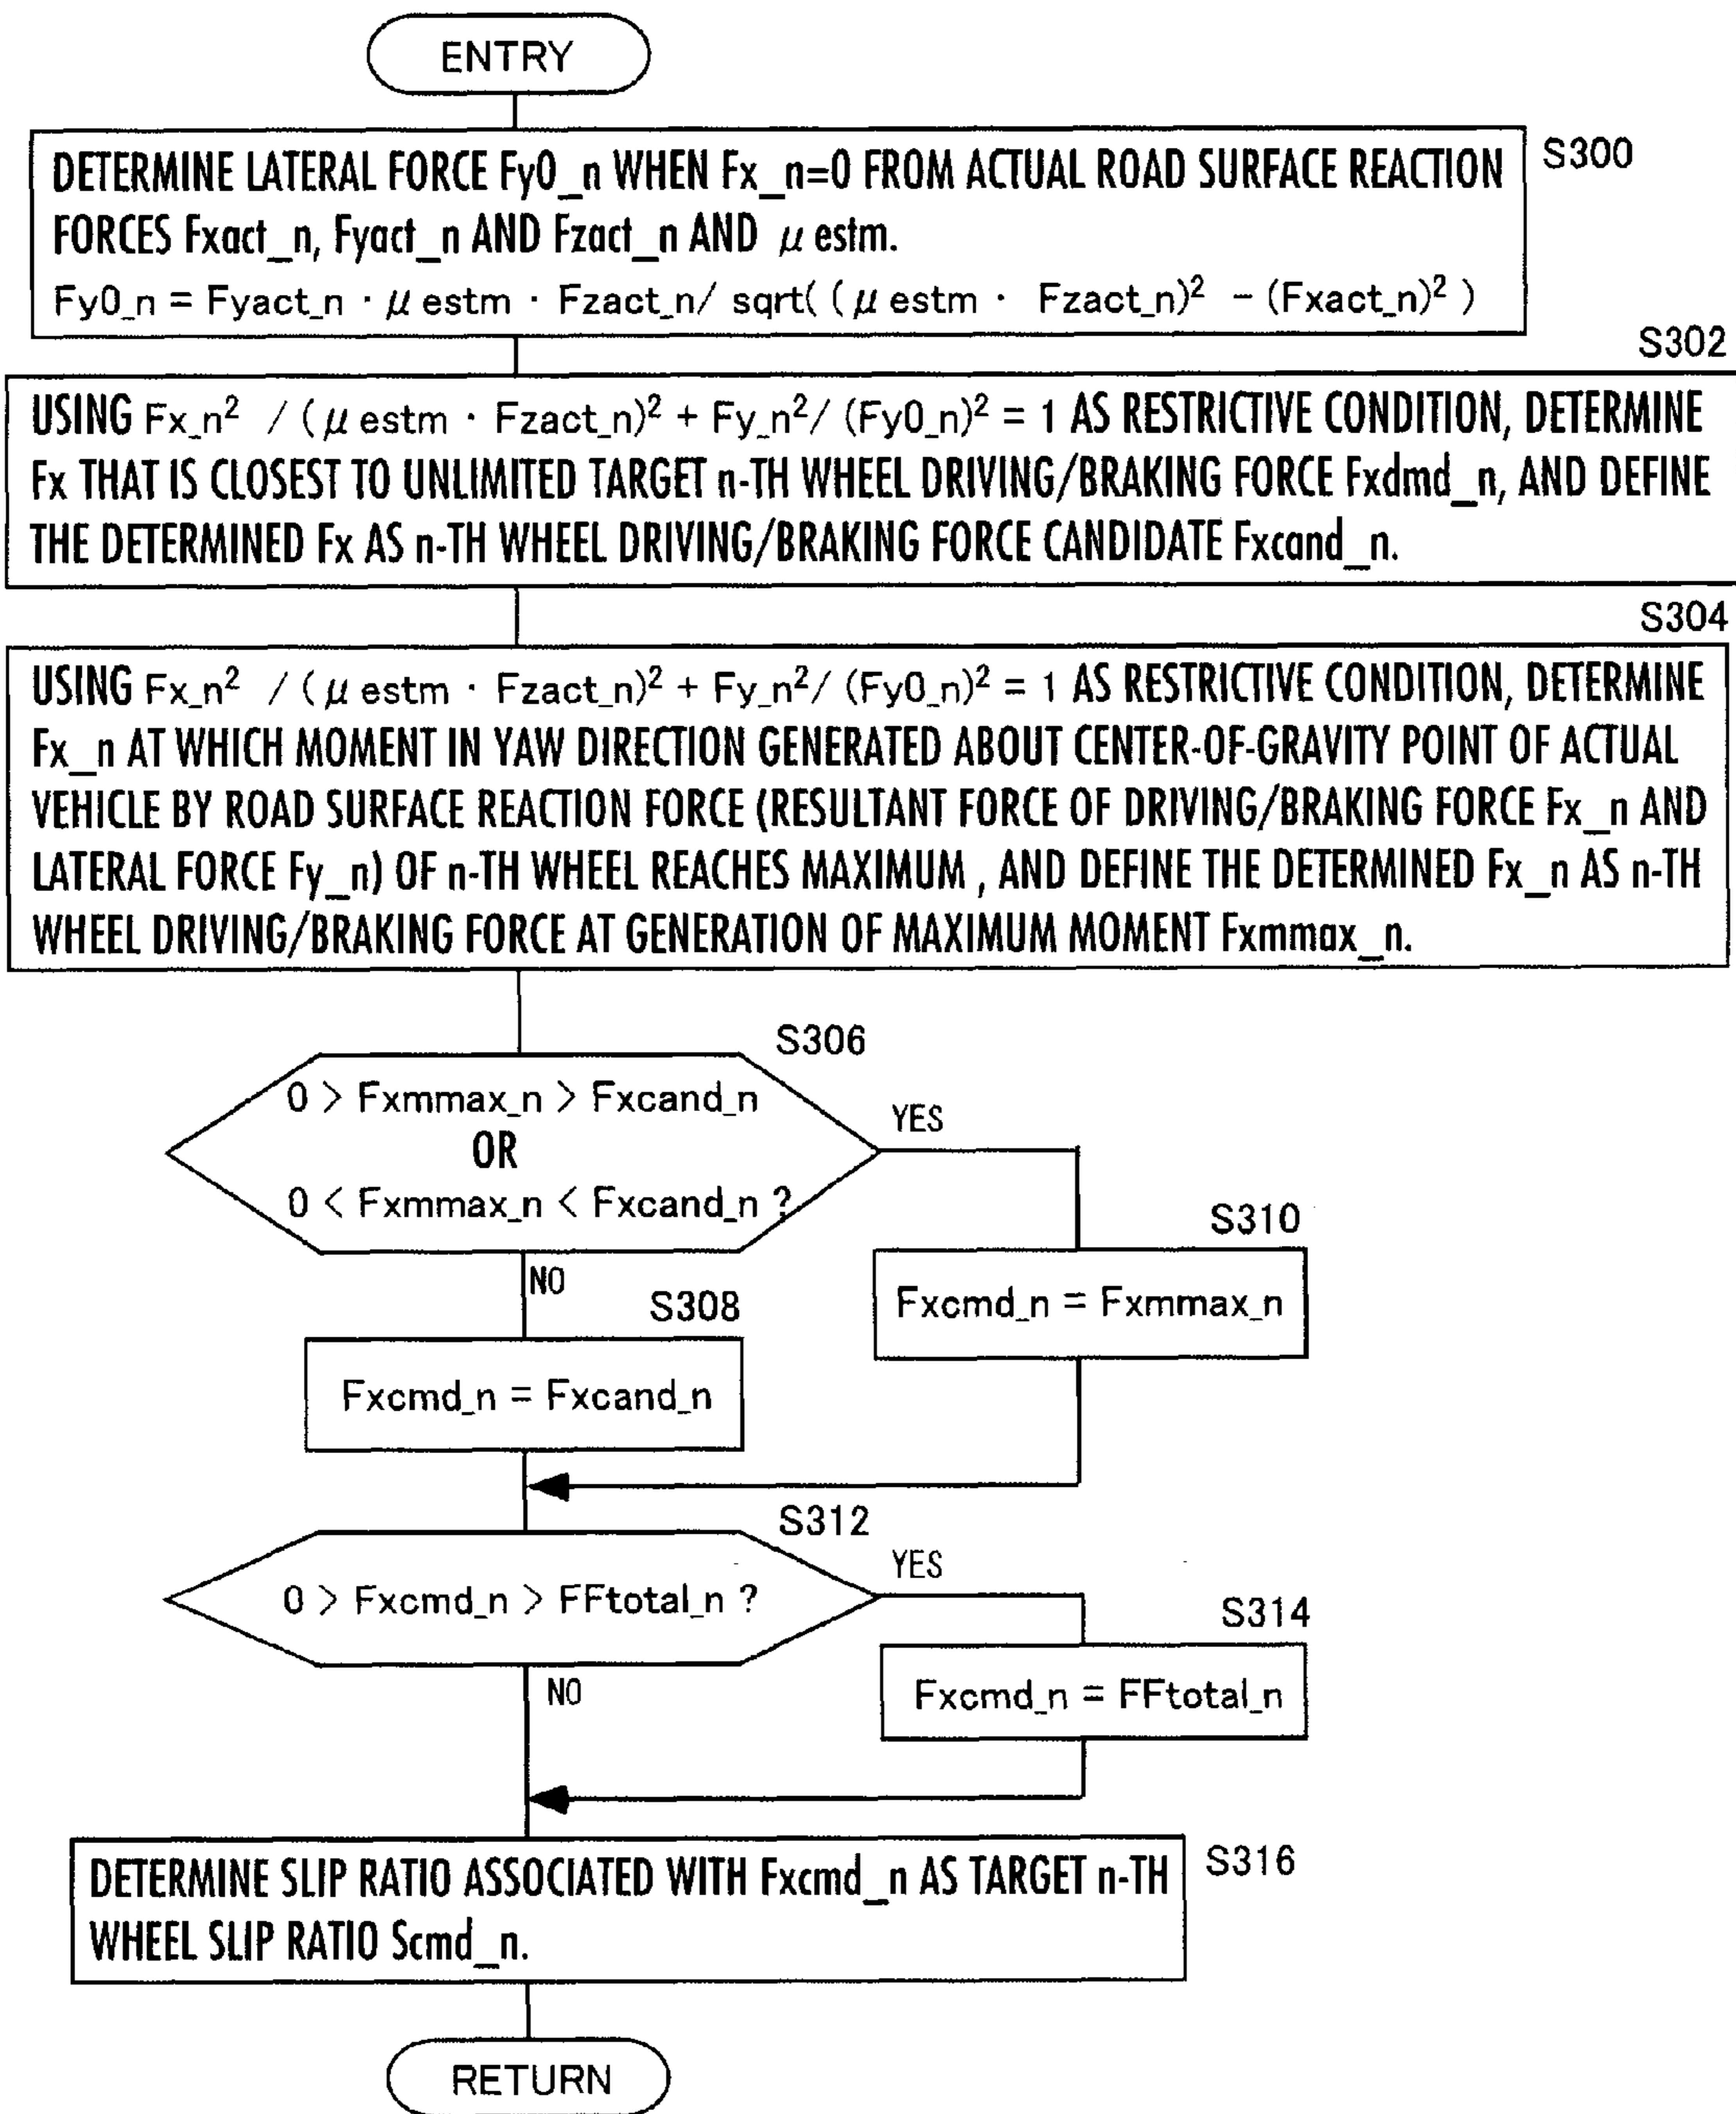 ENTRY
S300
DETERMINE LATERAL FORCE Fy0_n WHEN Fx_n=0 FROM ACTUAL ROAD SURFACE REACTION
FORCES Fxact_n, Fyact_n AND Fzact_n AND μ estm.
Fy0_n = Fyact_n · μ estm · Fzact_n/ sqrt( ( μ estm · Fzact_n)² - (Fxact_n)² )
S302
USING Fx_n² / ( μ estm · Fzact_n)² + Fy_n²/ (Fy0_n)² = 1 AS RESTRICTIVE CONDITION, DETERMINE
Fx THAT IS CLOSEST TO UNLIMITED TARGET n-TH WHEEL DRIVING/BRAKING FORCE Fxdmd_n, AND DEFINE
THE DETERMINED Fx AS n-TH WHEEL DRIVING/BRAKING FORCE CANDIDATE Fxcand_n.
S304
USING Fx_n² / ( μ estm · Fzact_n)² + Fy_n²/ (Fy0_n)² = 1 AS RESTRICTIVE CONDITION, DETERMINE
Fx_n AT WHICH MOMENT IN YAW DIRECTION GENERATED ABOUT CENTER-OF-GRAVITY POINT OF ACTUAL
VEHICLE BY ROAD SURFACE REACTION FORCE (RESULTANT FORCE OF DRIVING/BRAKING FORCE Fx_n AND
LATERAL FORCE Fy_n) OF n-TH WHEEL REACHES MAXIMUM , AND DEFINE THE DETERMINED Fx_n AS n-TH
WHEEL DRIVING/BRAKING FORCE AT GENERATION OF MAXIMUM MOMENT Fxmmax_n.
S306
0 > Fxmmax_n > Fxcand_n
OR
0 < Fxmmax_n < Fxcand_n ?
YES
NO
S310
Fxcmd_n = Fxmmax_n
S308
Fxcmd_n = Fxcand_n
S312
0 > Fxcmd_n > FFtotal_n ?
YES
NO
S314
Fxcmd_n = FFtotal_n
S316
DETERMINE SLIP RATIO ASSOCIATED WITH Fxcmd_n AS TARGET n-TH
WHEEL SLIP RATIO Scmd_n.
RETURN